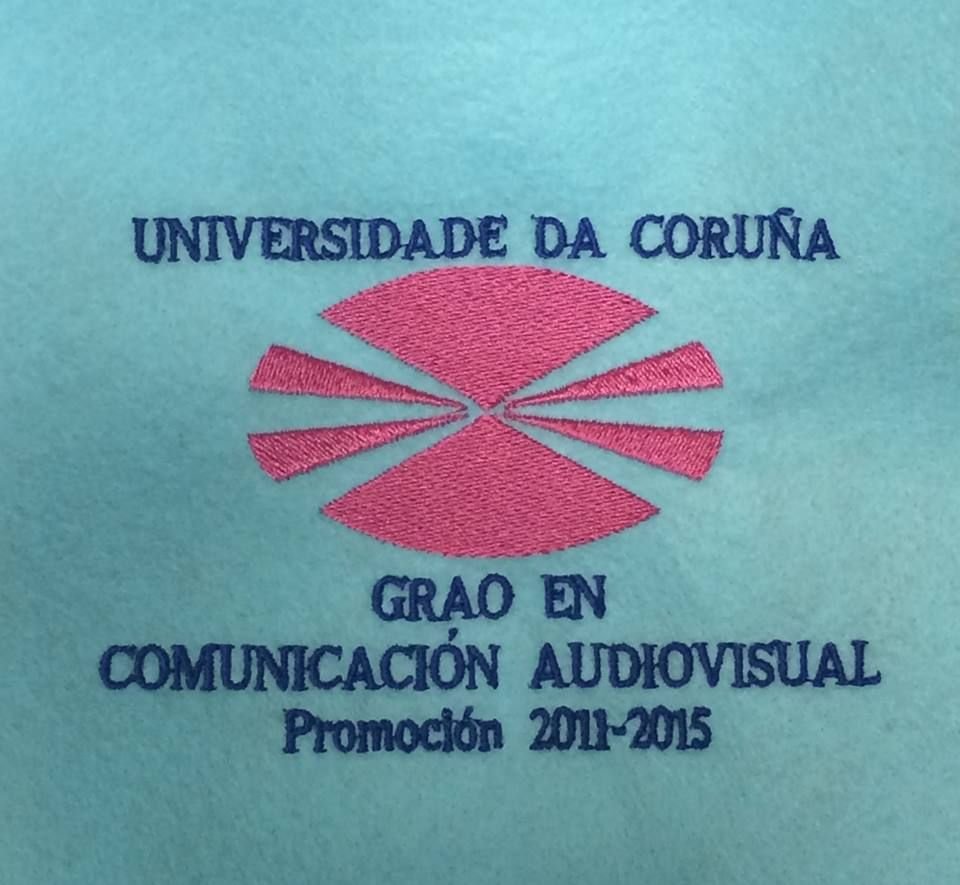 UNIVERSIDADE DA CORUÑA
GRAO EN
COMUNICACIÓN AUDIOVISUAL
Promoción 2011-2015